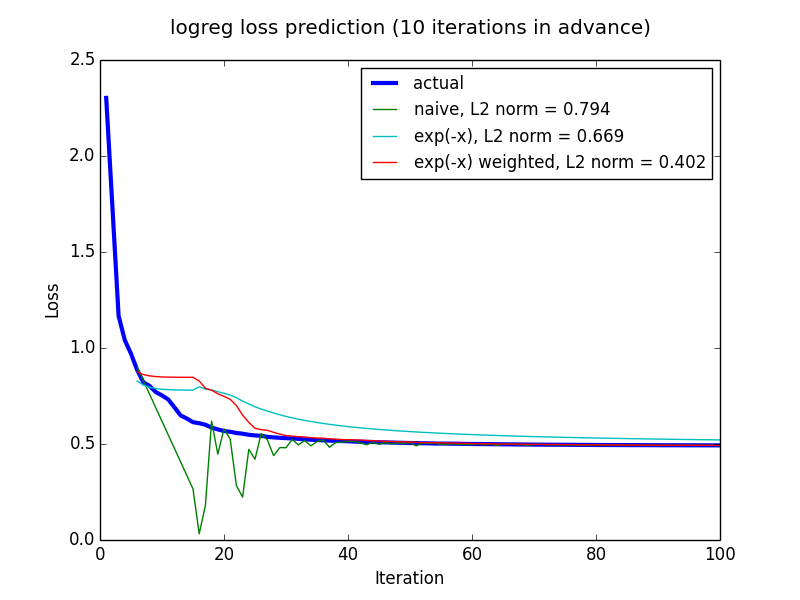 logreg loss prediction (10 iterations in advance)
actual
naive, L2 norm = 0.794
exp(-x), L2 norm = 0.669
exp(-x) weighted, L2 norm = 0.402
2.5
2.0
1.5
1.0
0.5
0.0
Loss
0 20 40 60 80 100
Iteration